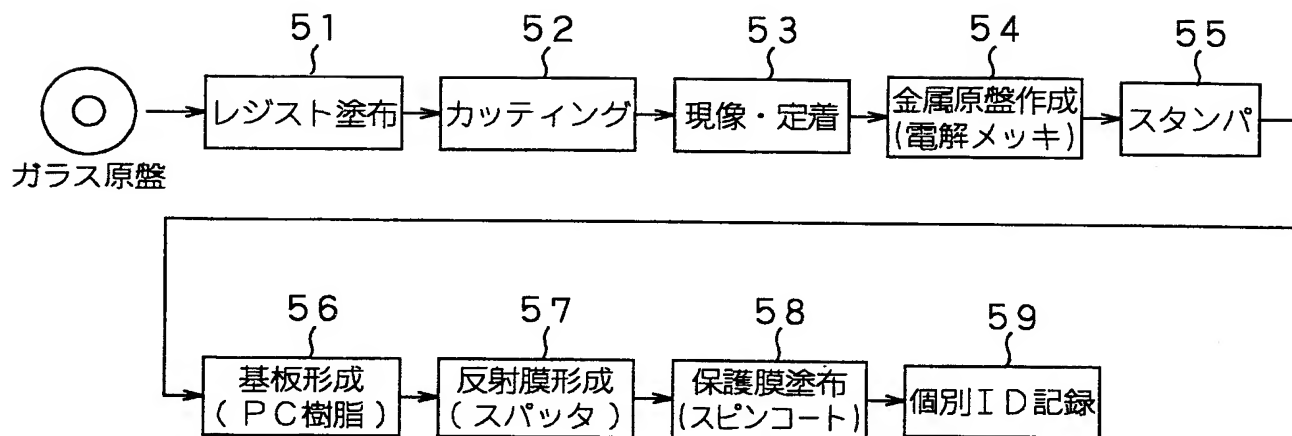 51
52
53
54
55
レジスト塗布
カッティング
現像・定着
金属原盤作成
(電解メッキ)
スタンパ
ガラス原盤
56
57
58
59
基板形成
(PC樹脂)
反射膜形成
(スパッタ)
保護膜塗布
(スピンコート)
個別ID記録